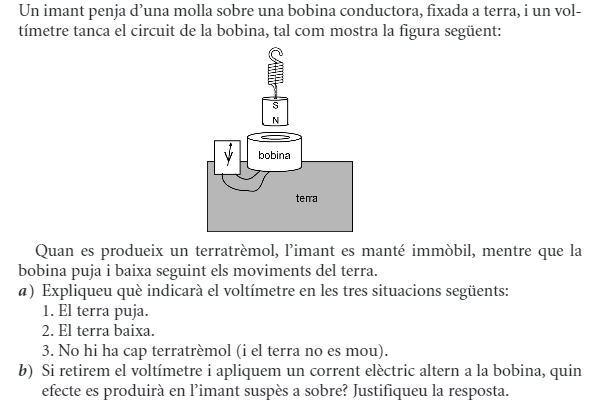 Un imant penja d'una molla sobre una bobina conductora, fixada a terra, i un vol-
tímetre tanca el circuit de la bobina, tal com mostra la figura següent:
S
N
V
bobina
terra
Quan es produeix un terratrèmol, l'imant es manté immòbil, mentre que la
bobina puja i baixa seguint els moviments del terra.
a) Expliqueu què indicarà el voltímetre en les tres situacions següents:
1. El terra puja.
2. El terra baixa.
3. No hi ha cap terratrèmol (i el terra no es mou).
b) Si retirem el voltímetre i apliquem un corrent elèctric altern a la bobina, quin
efecte es produirà en l'imant suspès a sobre? Justifiqueu la resposta.